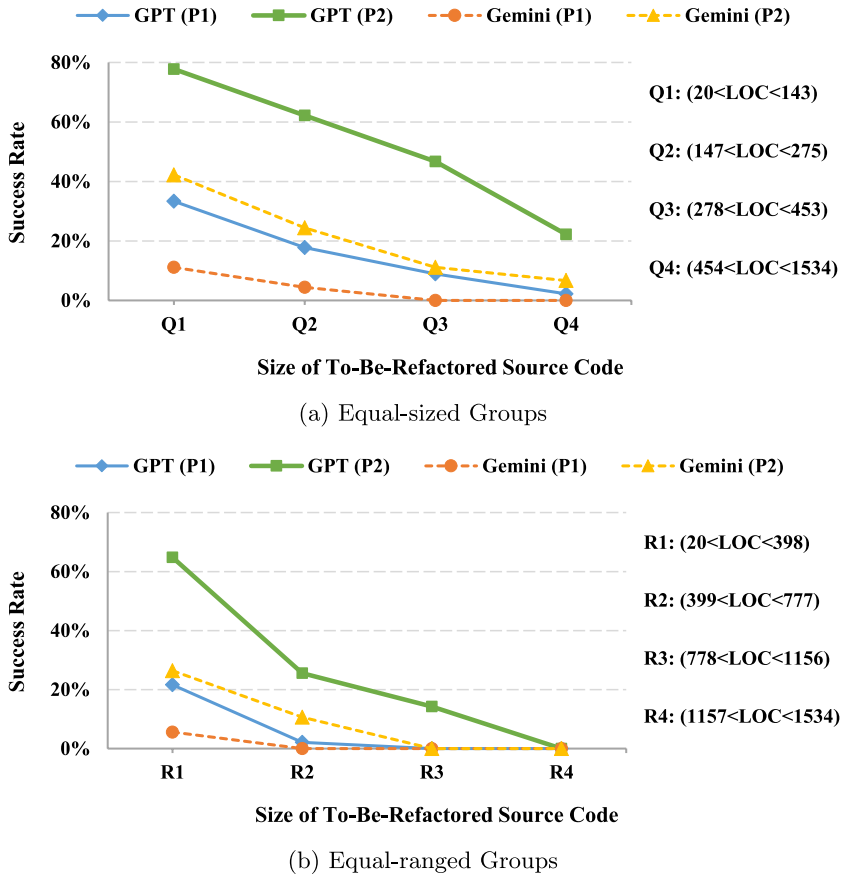 GPT (P1) GPT (P2) Gemini (P1) Gemini (P2)
80%
60%
40%
20%
0%
Success Rate
Q1 Q2 Q3 Q4
Size of To-Be-Refactored Source Code
Q1: (20<LOC<143)
Q2: (147<LOC<275)
Q3: (278<LOC<453)
Q4: (454<LOC<1534)
(a) Equal-sized Groups
GPT (P1) GPT (P2) Gemini (P1) Gemini (P2)
80%
60%
40%
20%
0%
Success Rate
R1 R2 R3 R4
Size of To-Be-Refactored Source Code
R1: (20<LOC<398)
R2: (399<LOC<777)
R3: (778<LOC<1156)
R4: (1157<LOC<1534)
(b) Equal-ranged Groups